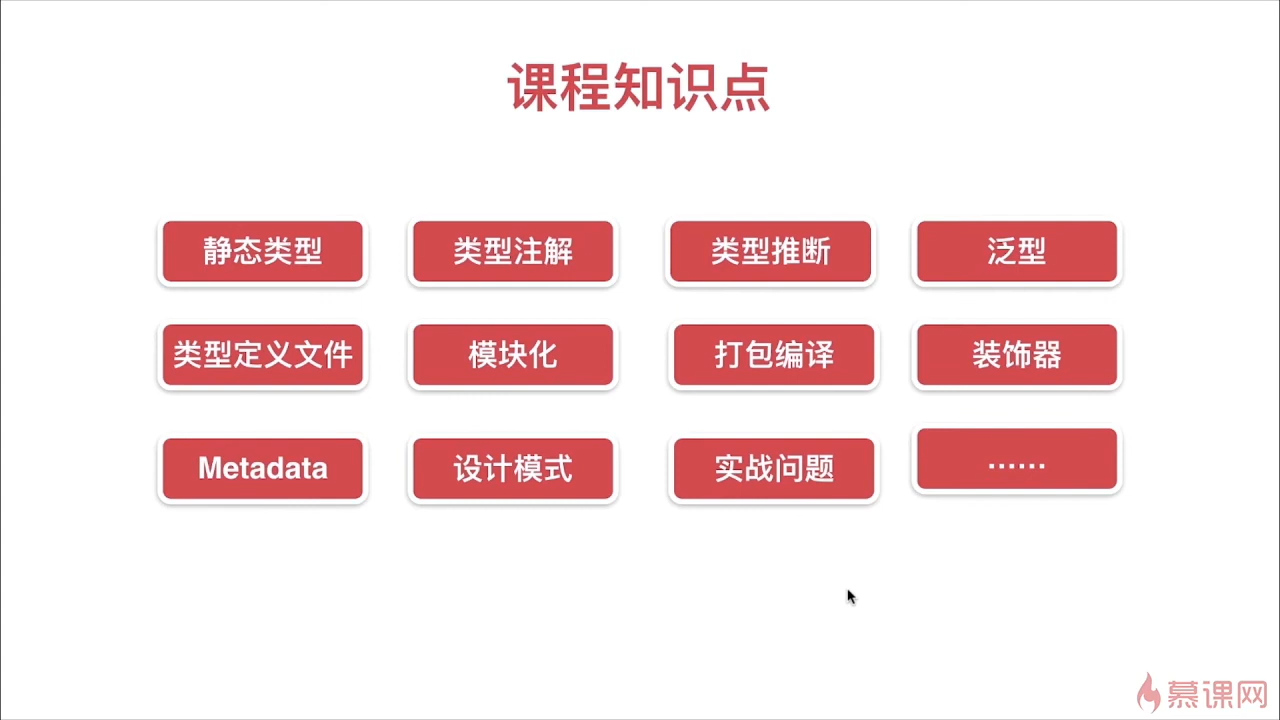 课程知识点
静态类型 类型注解 类型推断 泛型
类型定义文件 模块化 打包编译 装饰器
Metadata 设计模式 实战问题 ……
慕课网